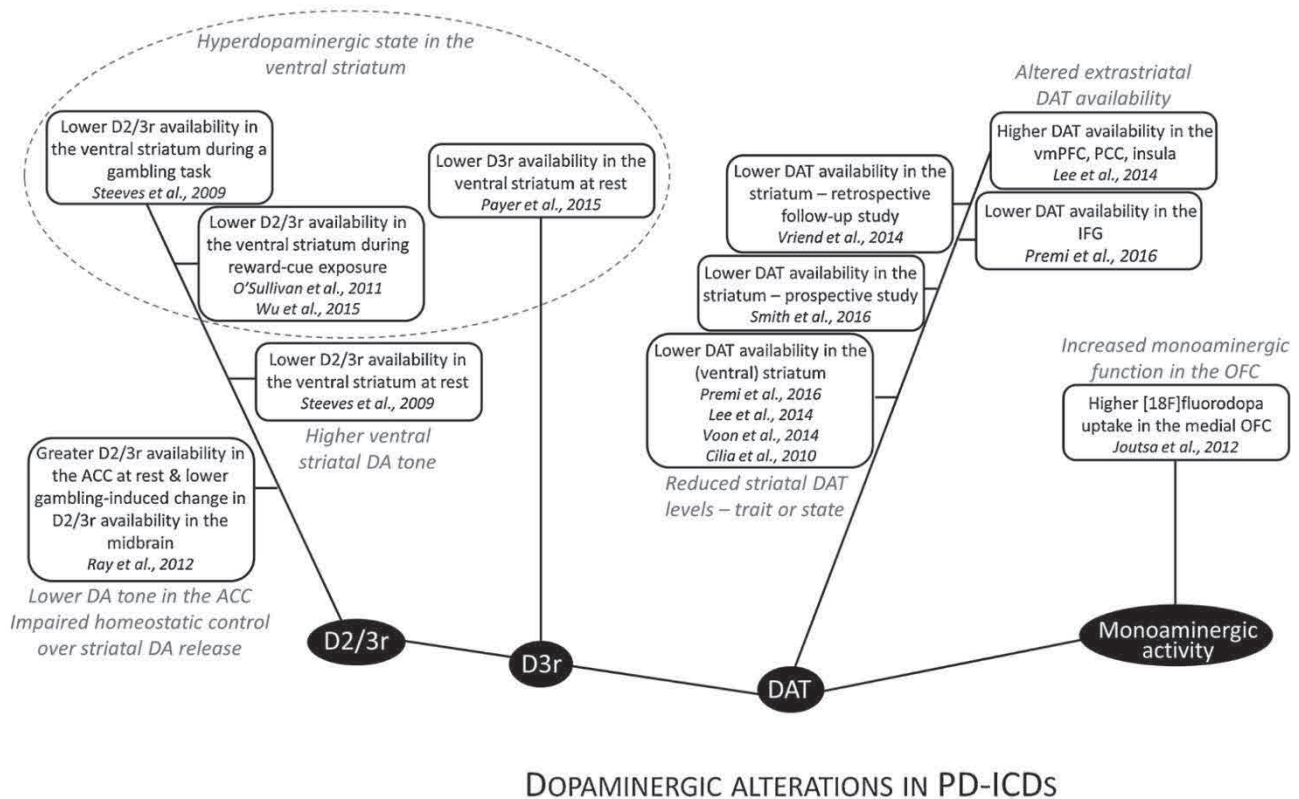 Hyperdopaminergic state in the
ventral striatum
Lower D2/3r availability in
the ventral striatum during a
gambling task
Steeves et al., 2009
Lower D2/3r availability in
the ventral striatum during
reward-cue exposure
O'Sullivan et al., 2011
Wu et al., 2015
Lower D3r availability in the
ventral striatum at rest
Payer et al., 2015
Lower D2/3r availability in
the ventral striatum at rest
Steeves et al., 2009
Higher ventral
striatal DA tone
Greater D2/3r availability in
the ACC at rest & lower
gambling-induced change in
D2/3r availability in the
midbrain
Ray et al., 2012
Lower DA tone in the ACC
Impaired homeostatic control
over striatal DA release
Altered extrastriatal
DAT availability
Higher DAT availability in the
vmPFC, PCC, insula
Lee et al., 2014
Lower DAT availability in the
IFG
Premi et al., 2016
Lower DAT availability in the
striatum – retrospective
follow-up study
Vriend et al., 2014
Lower DAT availability in the
striatum – prospective study
Smith et al., 2016
Lower DAT availability in the
(ventral) striatum
Premi et al., 2016
Lee et al., 2014
Voon et al., 2014
Cilia et al., 2010
Reduced striatal DAT
levels – trait or state
Increased monoaminergic
function in the OFC
Higher [18F]fluorodopa
uptake in the medial OFC
Joutsa et al., 2012
D2/3r
D3r
DAT
Monoaminergic
activity
DOPAMINERGIC ALTERATIONS IN PD-ICDS